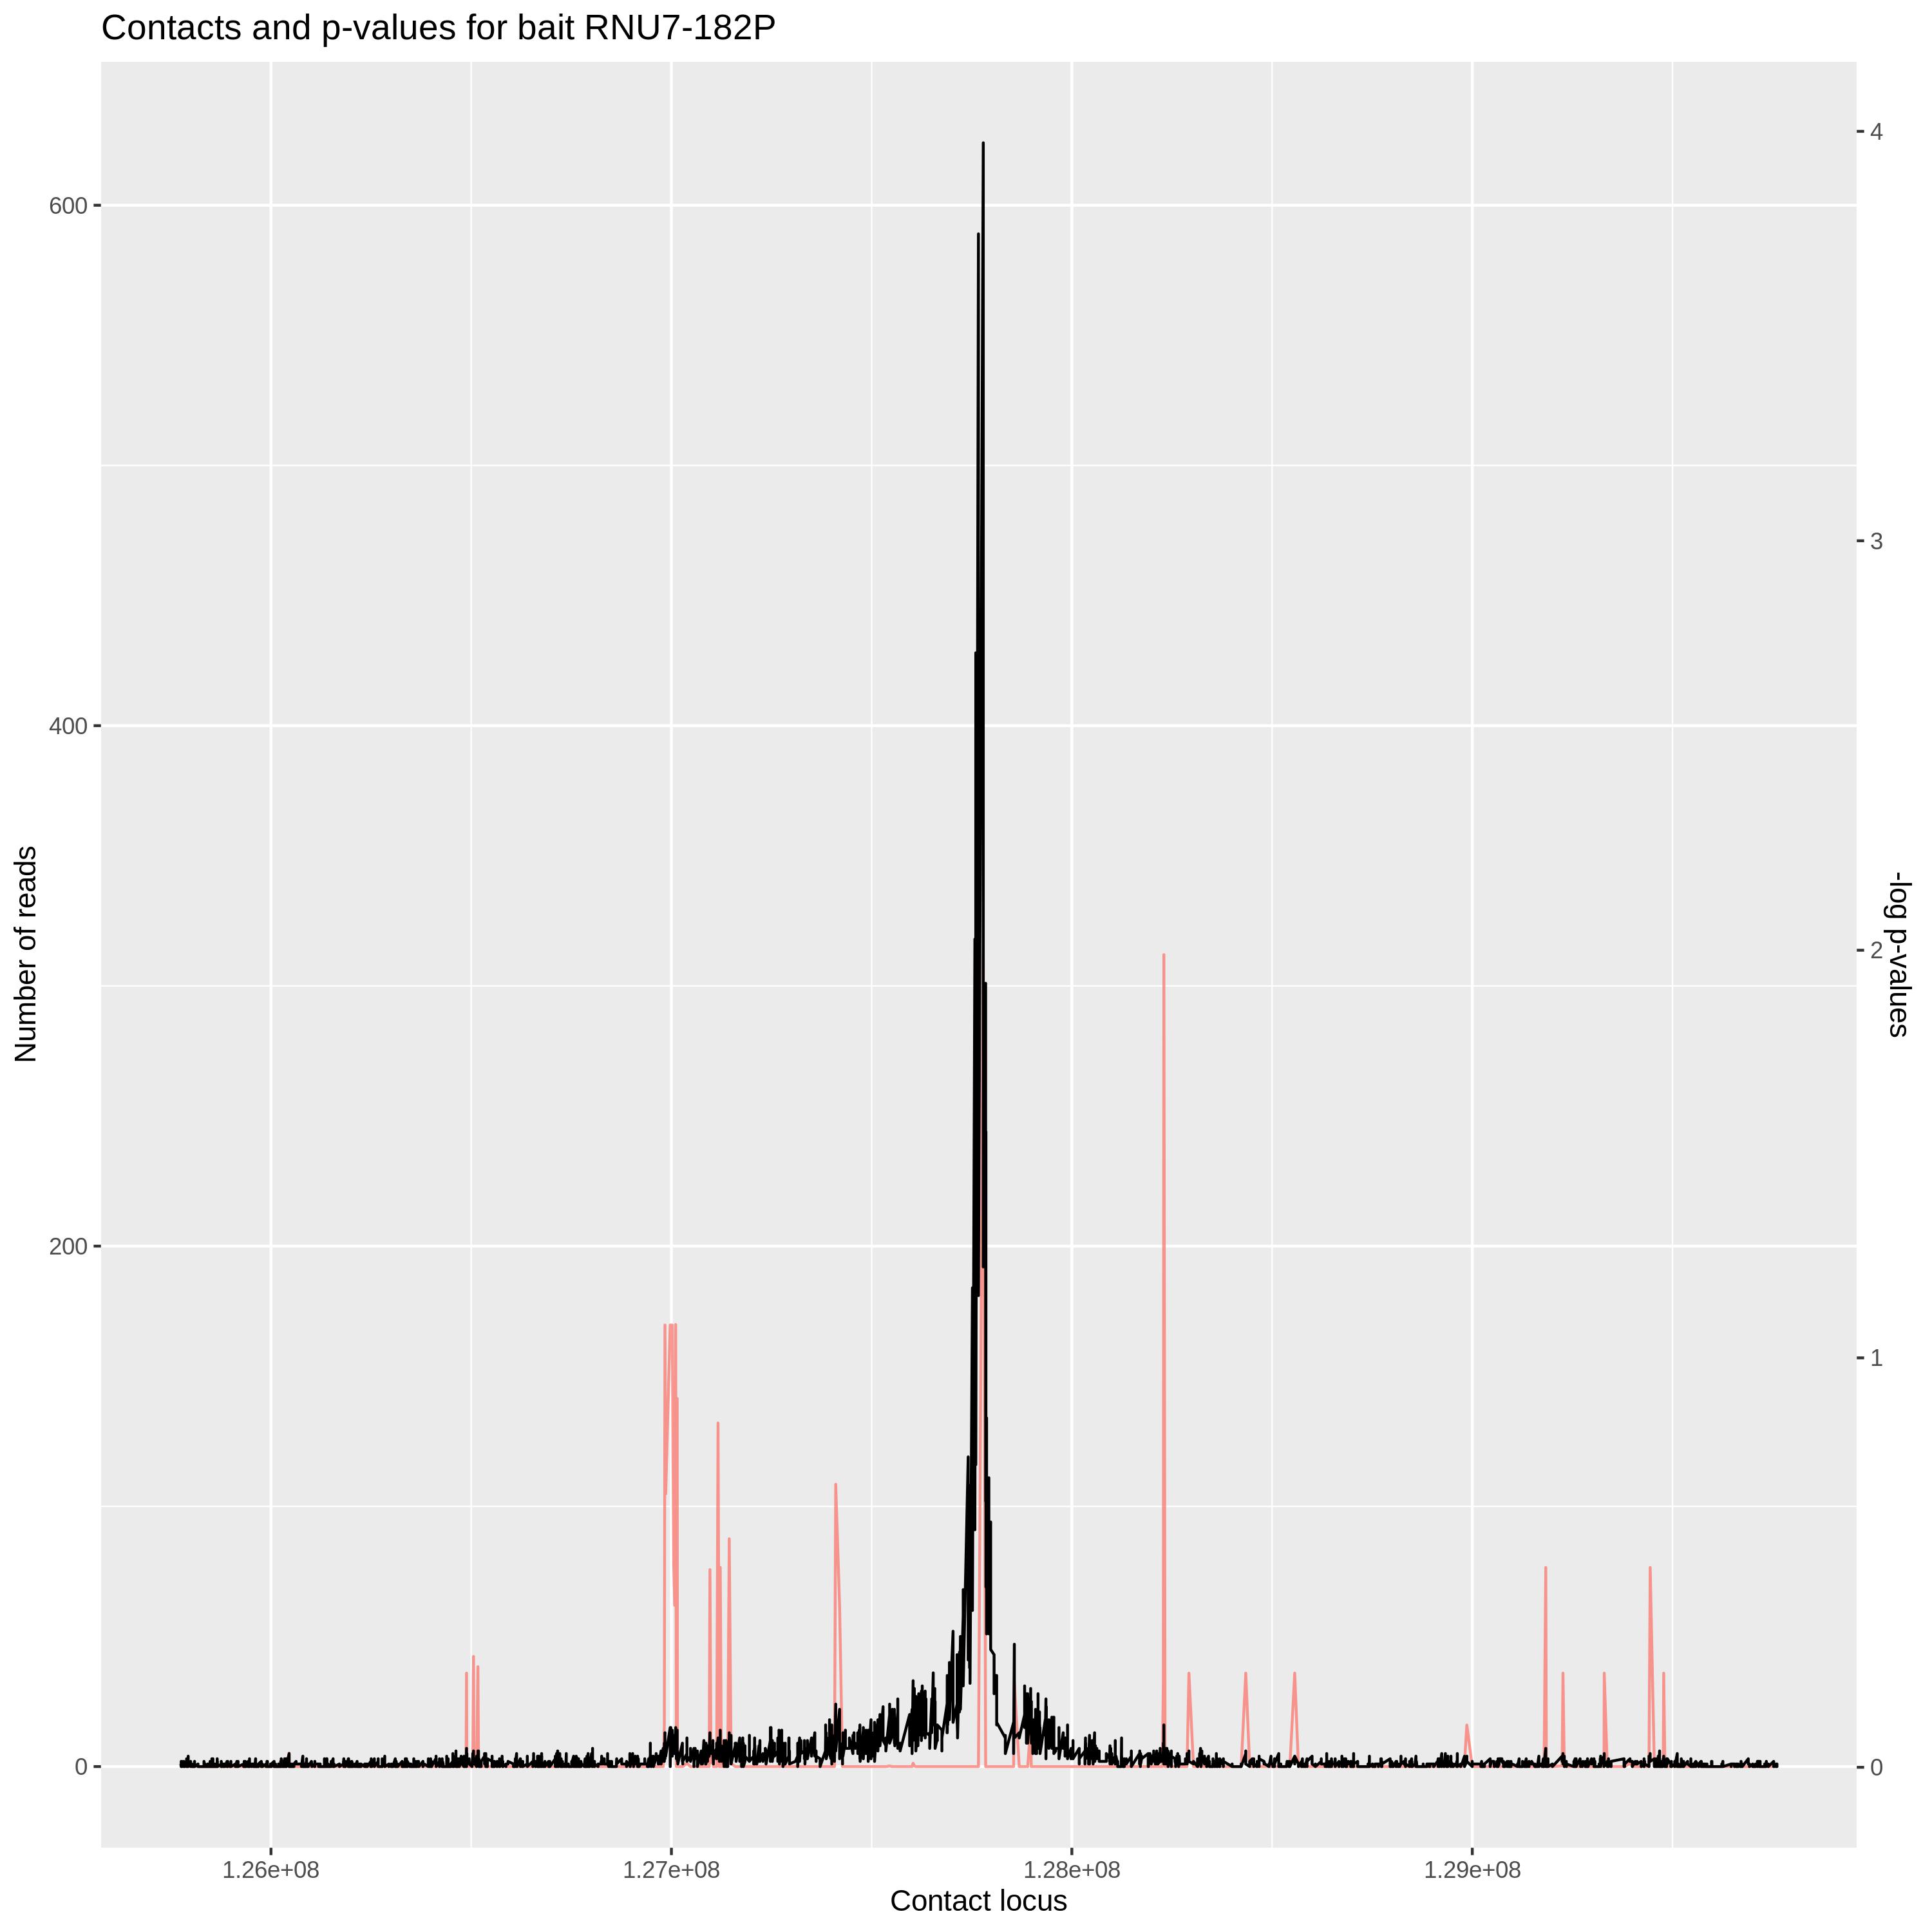 Contacts and p-values for bait RNU7-182P
600
400
200
0
Number of reads
4
3
2
1
0
-log p-values
1.26e+08
1.27e+08
1.28e+08
1.29e+08
Contact locus